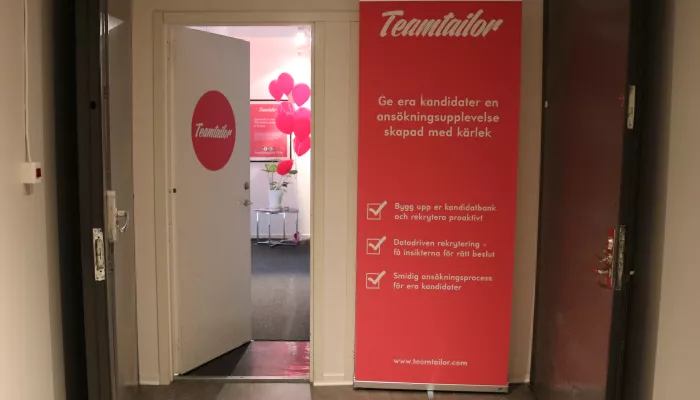 Teamtailor
Ge era kandidater en
ansökningsupplevelse
skapad med kärlek
Bygg upp er kandidatbank
och rekrytera proaktivt
Datadriven rekrytering -
få insikterna för rätt beslut
Smidig ansökningsprocess
för era kandidater
www.teamtailor.com
Teamtailor
Teamtailor